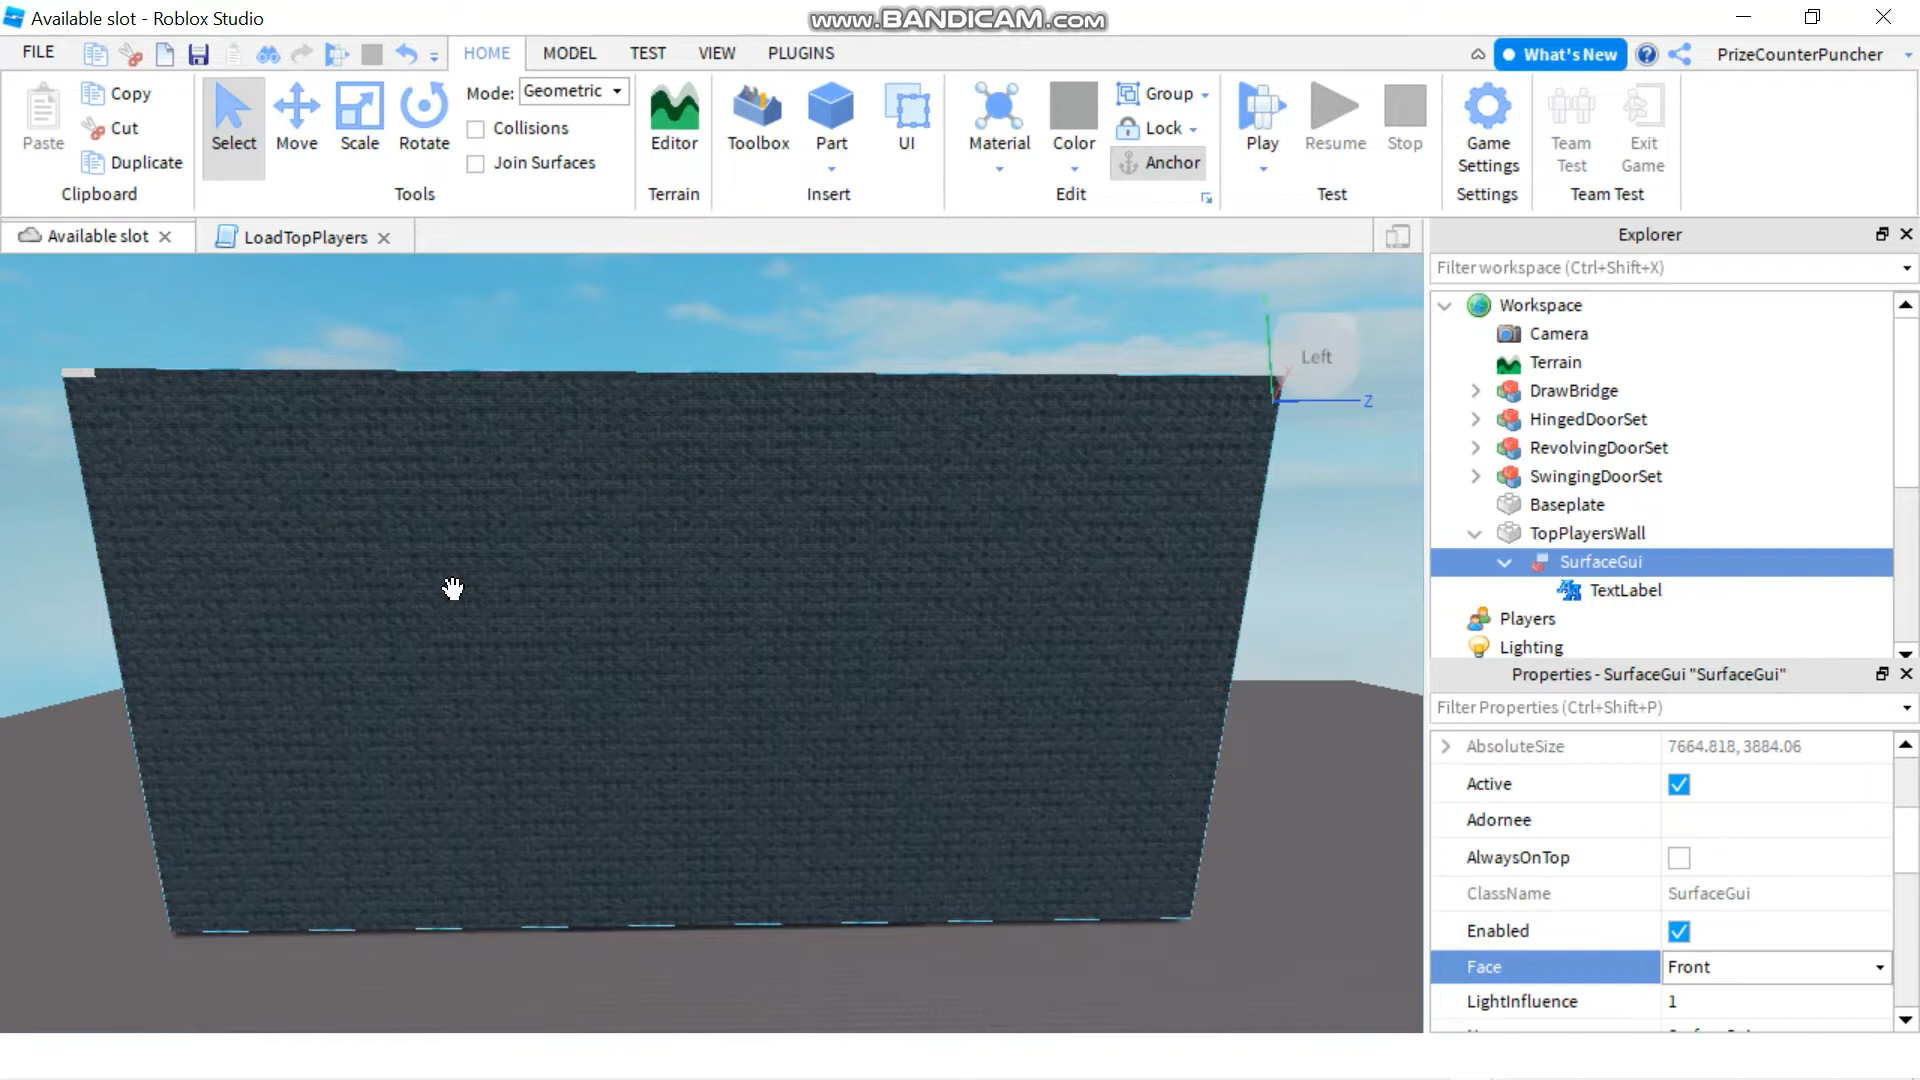 Available slot - Roblox Studio
www.BANDICAM.com
FILE
HOME
MODEL
TEST
VIEW
PLUGINS
What's New
PrizeCounterPuncher
Paste
Copy
Cut
Duplicate
Clipboard
Select
Move
Scale
Rotate
Mode:
Geometric
Collisions
Join Surfaces
Tools
Editor
Terrain
Toolbox
Part
UI
Insert
Material
Color
Group
Lock
Anchor
Edit
Play
Resume
Stop
Test
Game
Settings
Settings
Team
Test
Exit
Game
Team Test
Available slot
LoadTopPlayers
Left
Z
Explorer
Filter workspace (Ctrl+Shift+X)
Workspace
Camera
Terrain
DrawBridge
HingedDoorSet
RevolvingDoorSet
SwingingDoorSet
Baseplate
TopPlayersWall
SurfaceGui
TextLabel
Players
Lighting
Properties - SurfaceGui "SurfaceGui"
Filter Properties (Ctrl+Shift+P)
AbsoluteSize 7664.818, 3884.06
Active
Adornee
AlwaysOnTop
ClassName SurfaceGui
Enabled
Face Front
LightInfluence 1